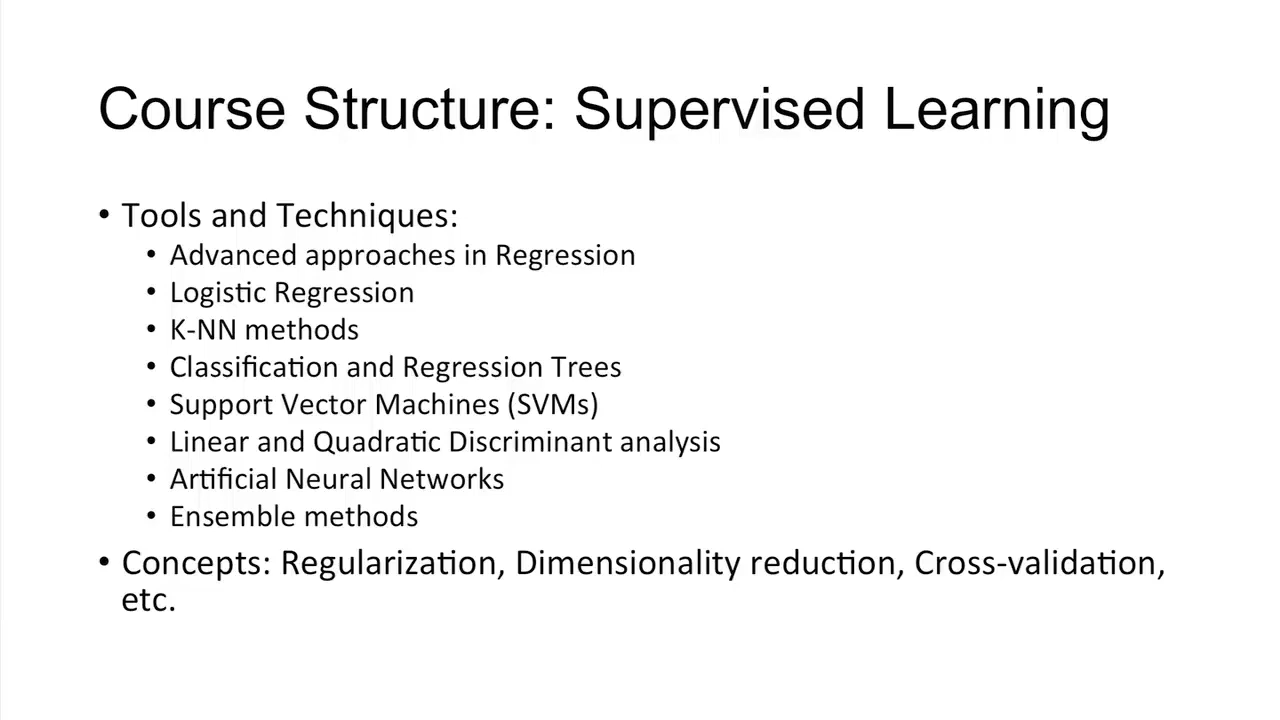 Course Structure: Supervised Learning
• Tools and Techniques:
• Advanced approaches in Regression
• Logistic Regression
• K-NN methods
• Classification and Regression Trees
• Support Vector Machines (SVMs)
• Linear and Quadratic Discriminant analysis
• Artificial Neural Networks
• Ensemble methods
• Concepts: Regularization, Dimensionality reduction, Cross-validation,
etc.